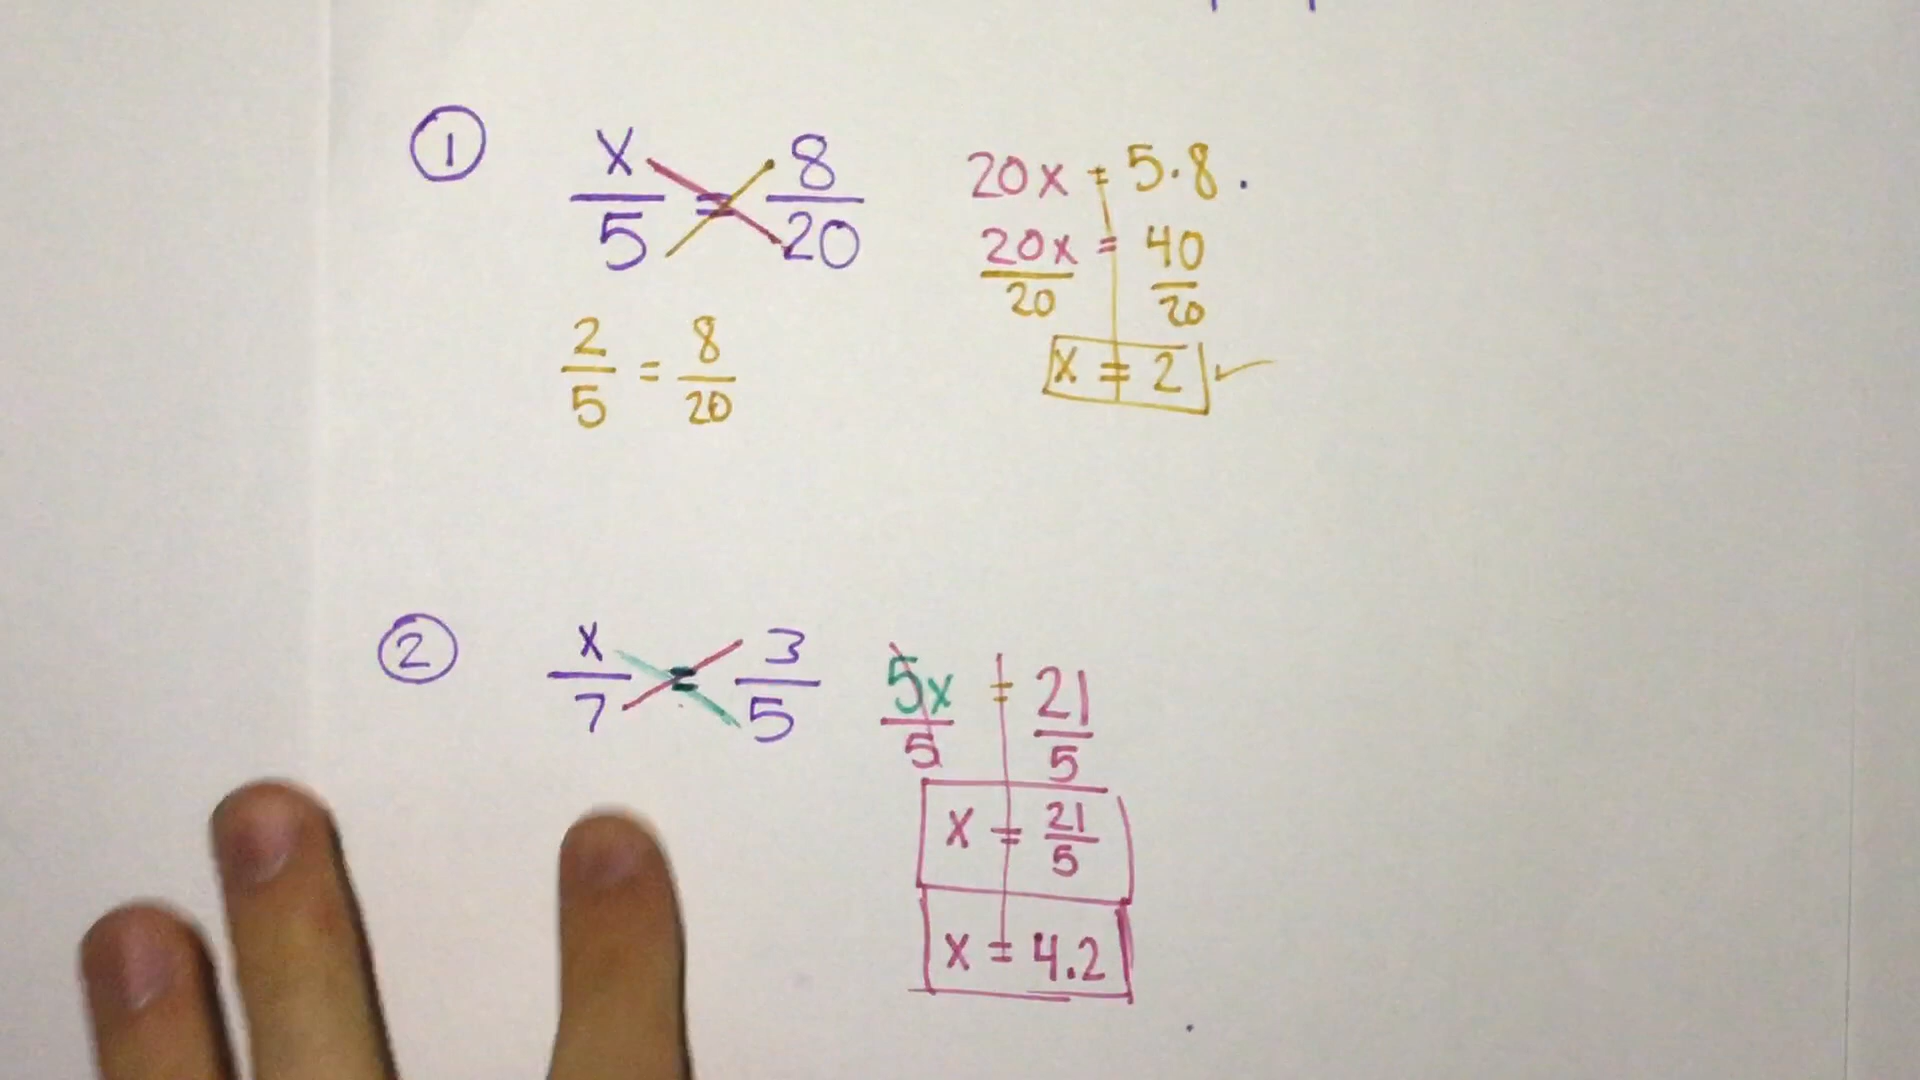 ①
x/5 = 8/20
20x = 5·8
20x/20 = 40/20
x = 2 ✓
2/5 = 8/20
②
x/7 = 3/5
5x/5 = 21/5
x = 21/5
x = 4.2